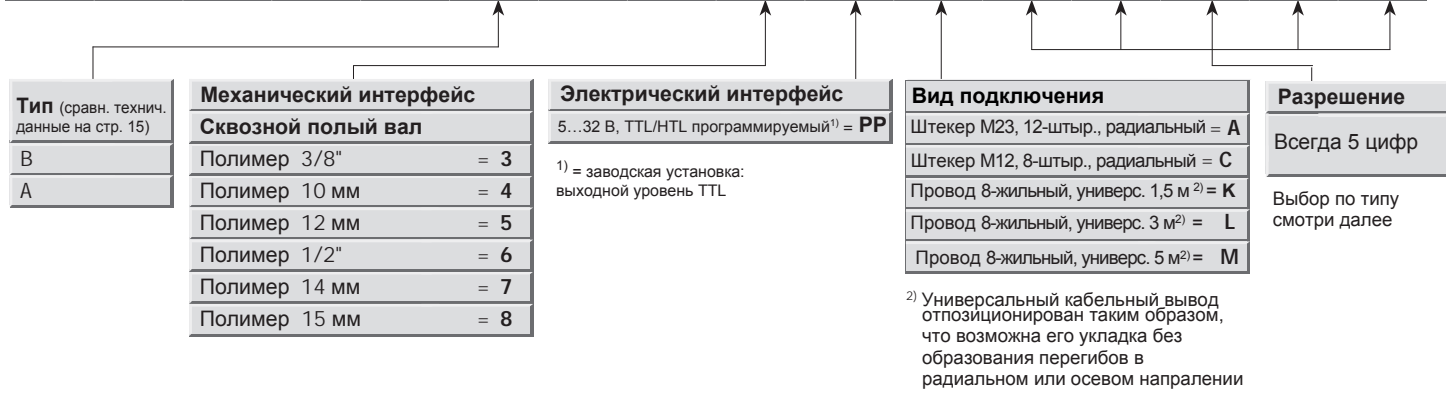 Тип (сравн. технич.
данные на стр. 15)
B
A
Механический интерфейс
Сквозной полый вал
Полимер 3/8" = 3
Полимер 10 мм = 4
Полимер 12 мм = 5
Полимер 1/2" = 6
Полимер 14 мм = 7
Полимер 15 мм = 8
Электрический интерфейс
5…32 В, TTL/HTL программируемый1) = PP
1) = заводская установка:
выходной уровень TTL
Вид подключения
Штекер M23, 12-штыр., радиальный = A
Штекер M12, 8-штыр., радиальный = C
Провод 8-жильный, универс. 1,5 м 2) = K
Провод 8-жильный, универс. 3 м2) = L
Провод 8-жильный, универс. 5 м2) = M
2) Универсальный кабельный вывод
отпозиционирован таким образом,
что возможна его укладка без
образования перегибов в
радиальном или осевом напралении
Разрешение
Всегда 5 цифр
Выбор по типу
смотри далее